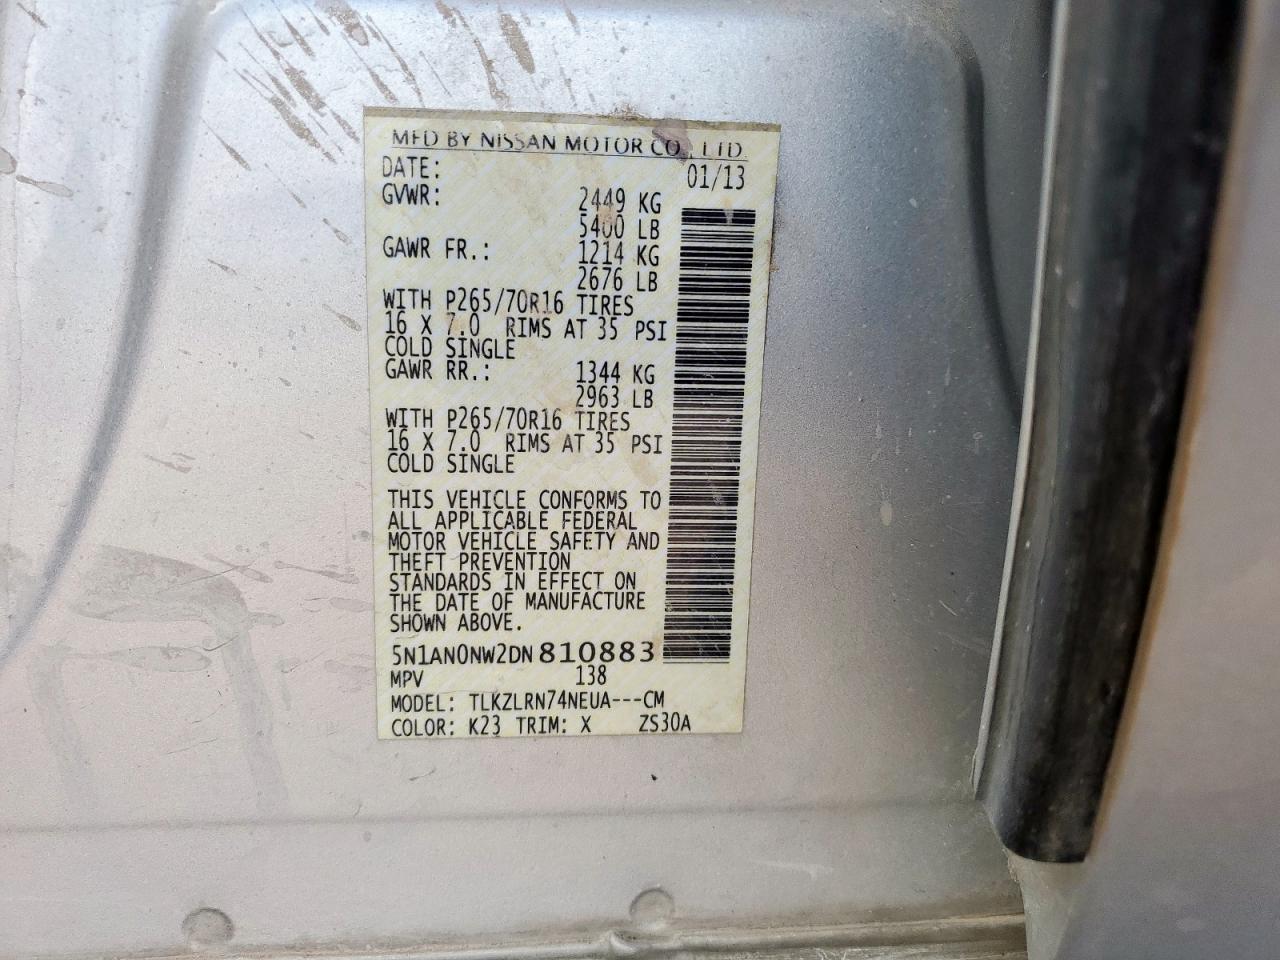 MFD BY NISSAN MOTOR CO., LTD.
DATE: 01/13
GVWR: 2449 KG
5400 LB
GAWR FR.: 1214 KG
2676 LB
WITH P265/70R16 TIRES
16 X 7.0 RIMS AT 35 PSI
COLD SINGLE
GAWR RR.: 1344 KG
2963 LB
WITH P265/70R16 TIRES
16 X 7.0 RIMS AT 35 PSI
COLD SINGLE
THIS VEHICLE CONFORMS TO
ALL APPLICABLE FEDERAL
MOTOR VEHICLE SAFETY AND
THEFT PREVENTION
STANDARDS IN EFFECT ON
THE DATE OF MANUFACTURE
SHOWN ABOVE.
5N1AN0NW2DN810883
MPV 138
MODEL: TLKZLRN74NEUA---CM
COLOR: K23 TRIM: X ZS30A